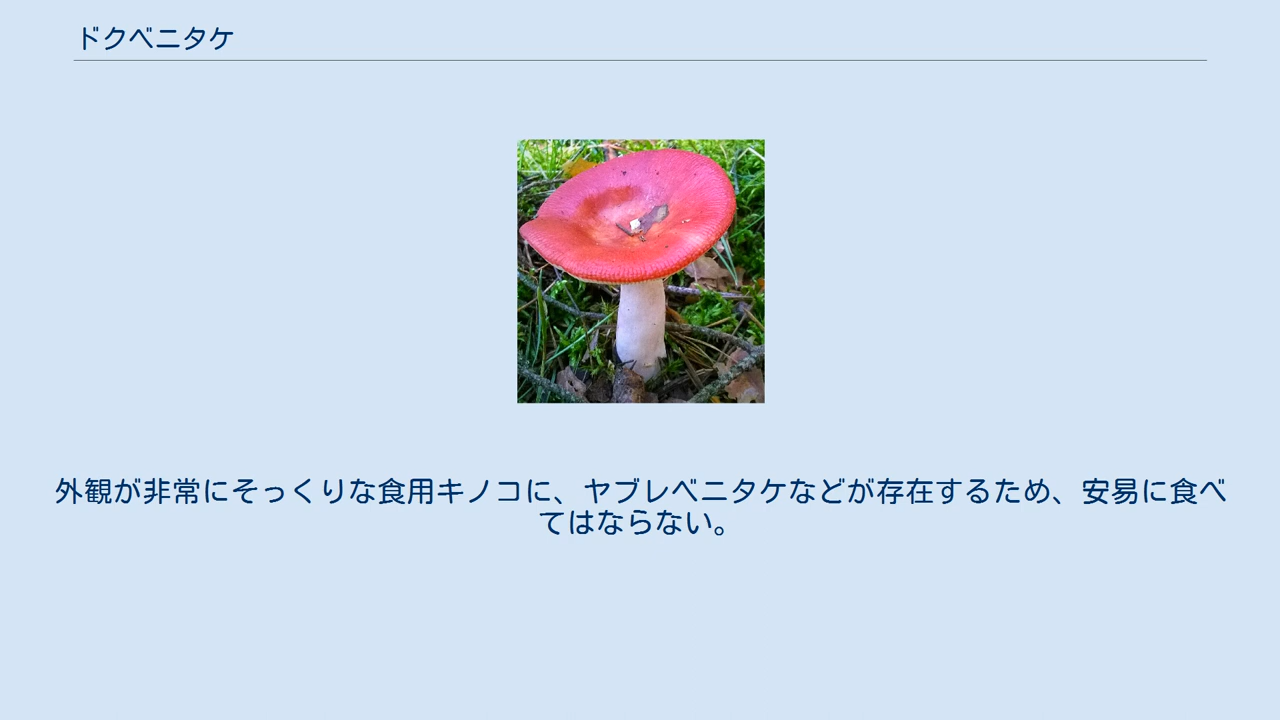 ドクベニタケ
外観が非常にそっくりな食用キノコに、ヤブレベニタケなどが存在するため、安易に食べ
てはならない。